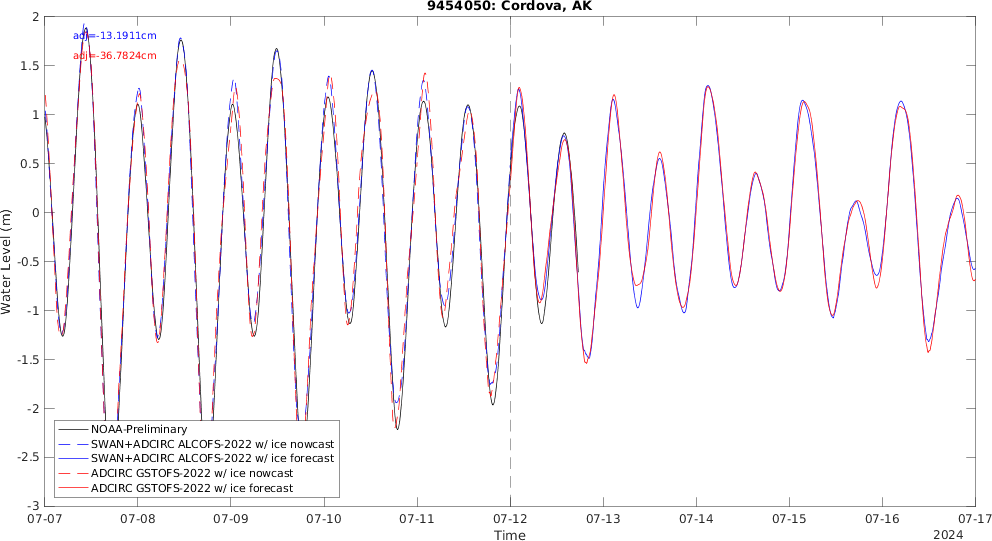 9454050: Cordova, AK
2
1.5
1
0.5
0
-0.5
-1
-1.5
-2
-2.5
-3
Water Level (m)
adj=-13.1911cm
adj=-36.7824cm
NOAA-Preliminary
SWAN+ADCIRC ALCOFS-2022 w/ ice nowcast
SWAN+ADCIRC ALCOFS-2022 w/ ice forecast
ADCIRC GSTOFS-2022 w/ ice nowcast
ADCIRC GSTOFS-2022 w/ ice forecast
07-07 07-08 07-09 07-10 07-11 07-12 07-13 07-14 07-15 07-16 07-17
Time
2024